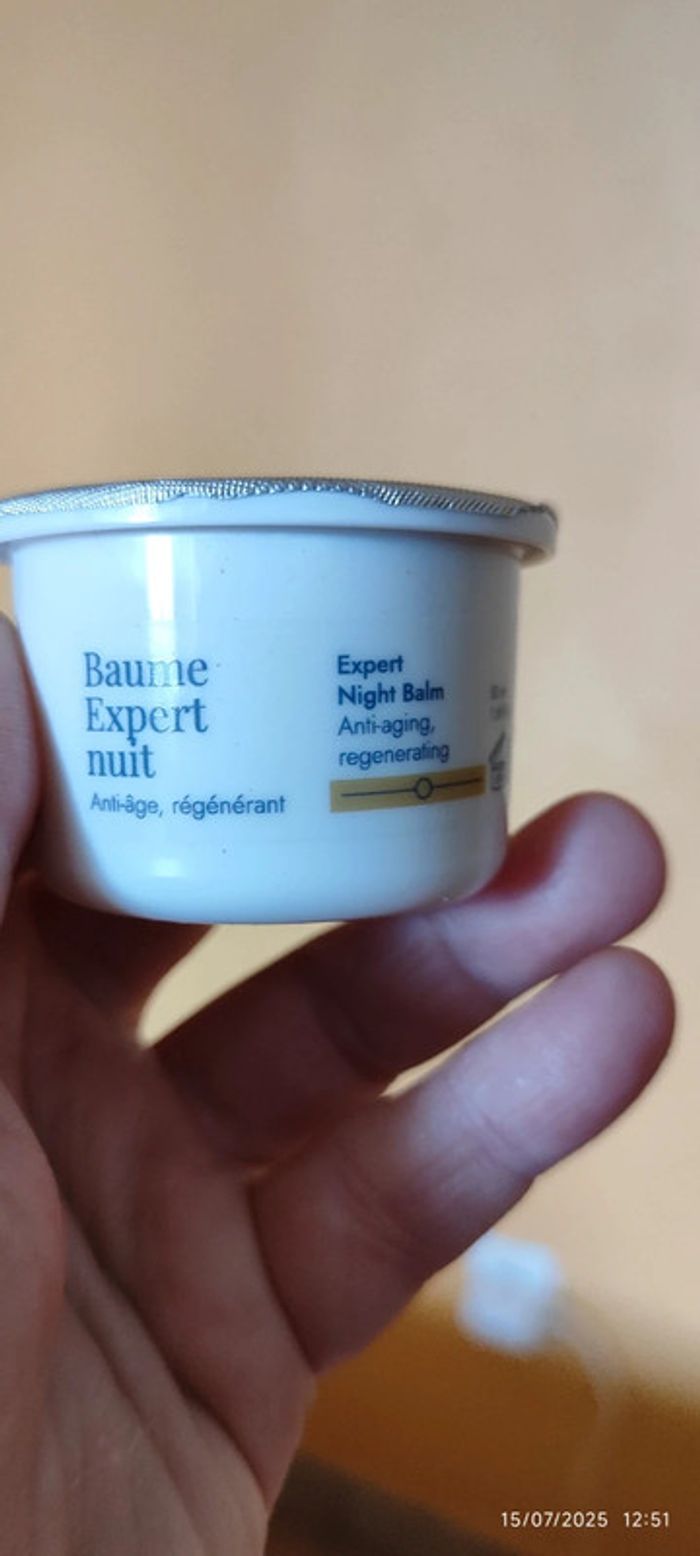 Baume
Expert
nuit
Anti-âge, régénérant
Expert
Night Balm
Anti-aging,
regenerating
15/07/2025 12:51